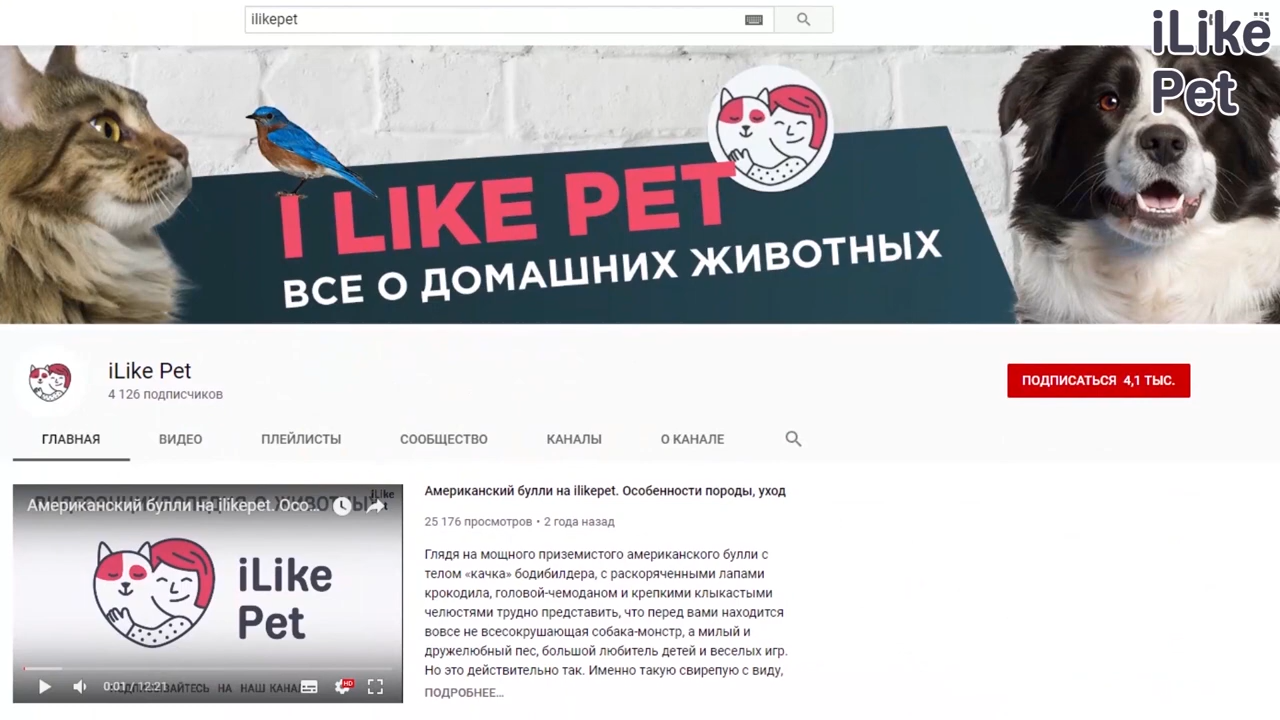 ilikepet
iLike
Pet
I LIKE PET
ВСЕ О ДОМАШНИХ ЖИВОТНЫХ
iLike Pet
4 126 подписчиков
ПОДПИСАТЬСЯ 4,1 ТЫС.
ГЛАВНАЯ ВИДЕО ПЛЕЙЛИСТЫ СООБЩЕСТВО КАНАЛЫ О КАНАЛЕ
Американский булли на ilikepet. Осо...
iLike
Pet
0:01 / 12:21
HD
Американский булли на ilikepet. Особенности породы, уход
25 176 просмотров • 2 года назад
Глядя на мощного приземистого американского булли с
телом «качка» бодибилдера, с раскоряченными лапами
крокодила, головой-чемоданом и крепкими клыкастыми
челюстями трудно представить, что перед вами находится
вовсе не всесокрушающая собака-монстр, а милый и
дружелюбный пес, большой любитель детей и веселых игр.
Но это действительно так. Именно такую свирепую с виду,
ПОДРОБНЕЕ...